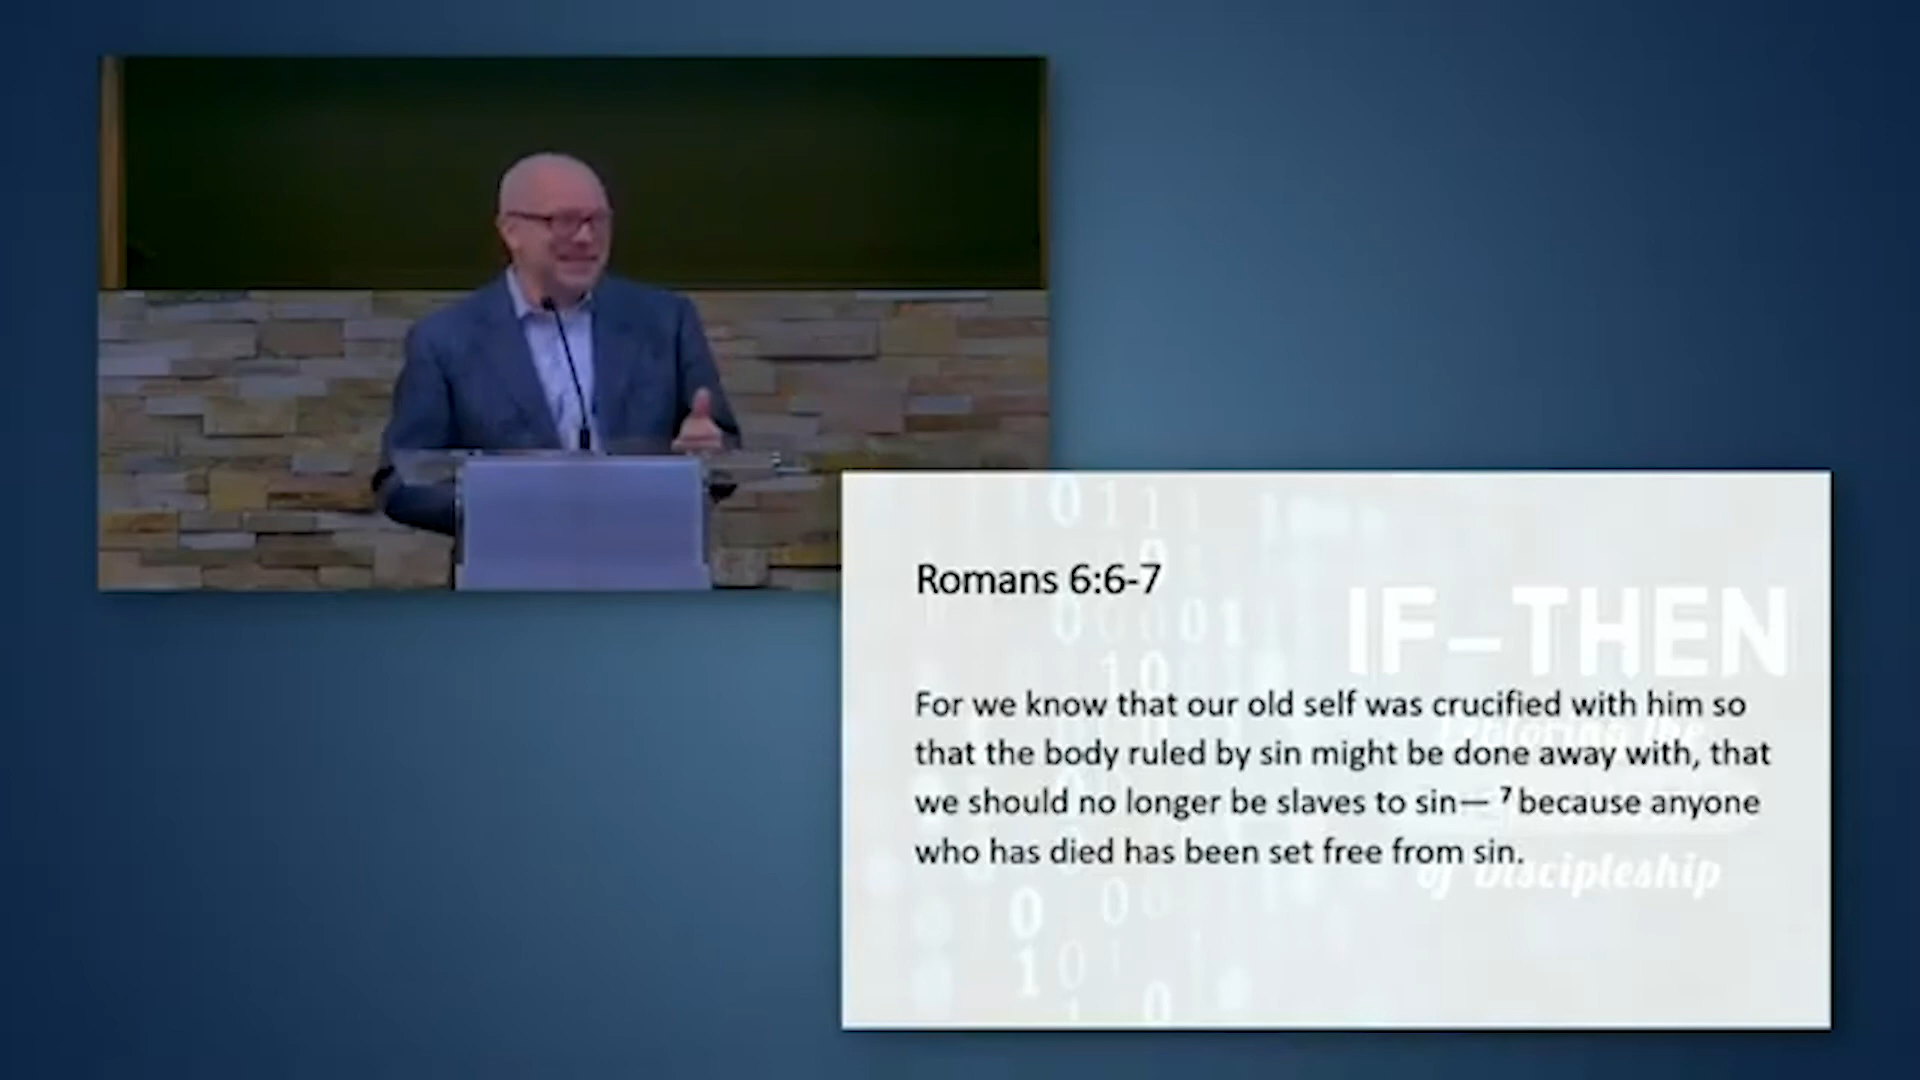 Romans 6:6-7
IF–THEN
For we know that our old self was crucified with him so
that the body ruled by sin might be done away with, that
we should no longer be slaves to sin— ⁷ because anyone
who has died has been set free from sin.
of Discipleship